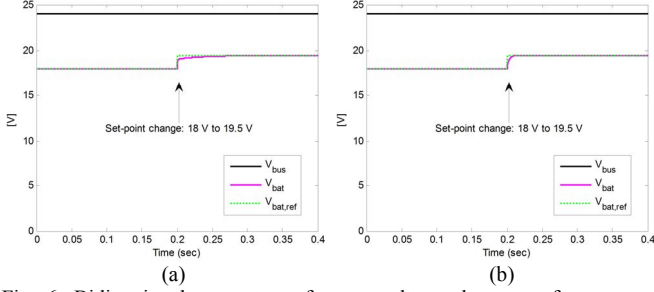 25
20
15
10
5
0
[V]
Set-point change: 18 V to 19.5 V
Vbus
Vbat
Vbat,ref
0 0.05 0.1 0.15 0.2 0.25 0.3 0.35 0.4
Time (sec)
(a)
25
20
15
10
5
0
[V]
Set-point change: 18 V to 19.5 V
Vbus
Vbat
Vbat,ref
0 0.05 0.1 0.15 0.2 0.25 0.3 0.35 0.4
Time (sec)
(b)